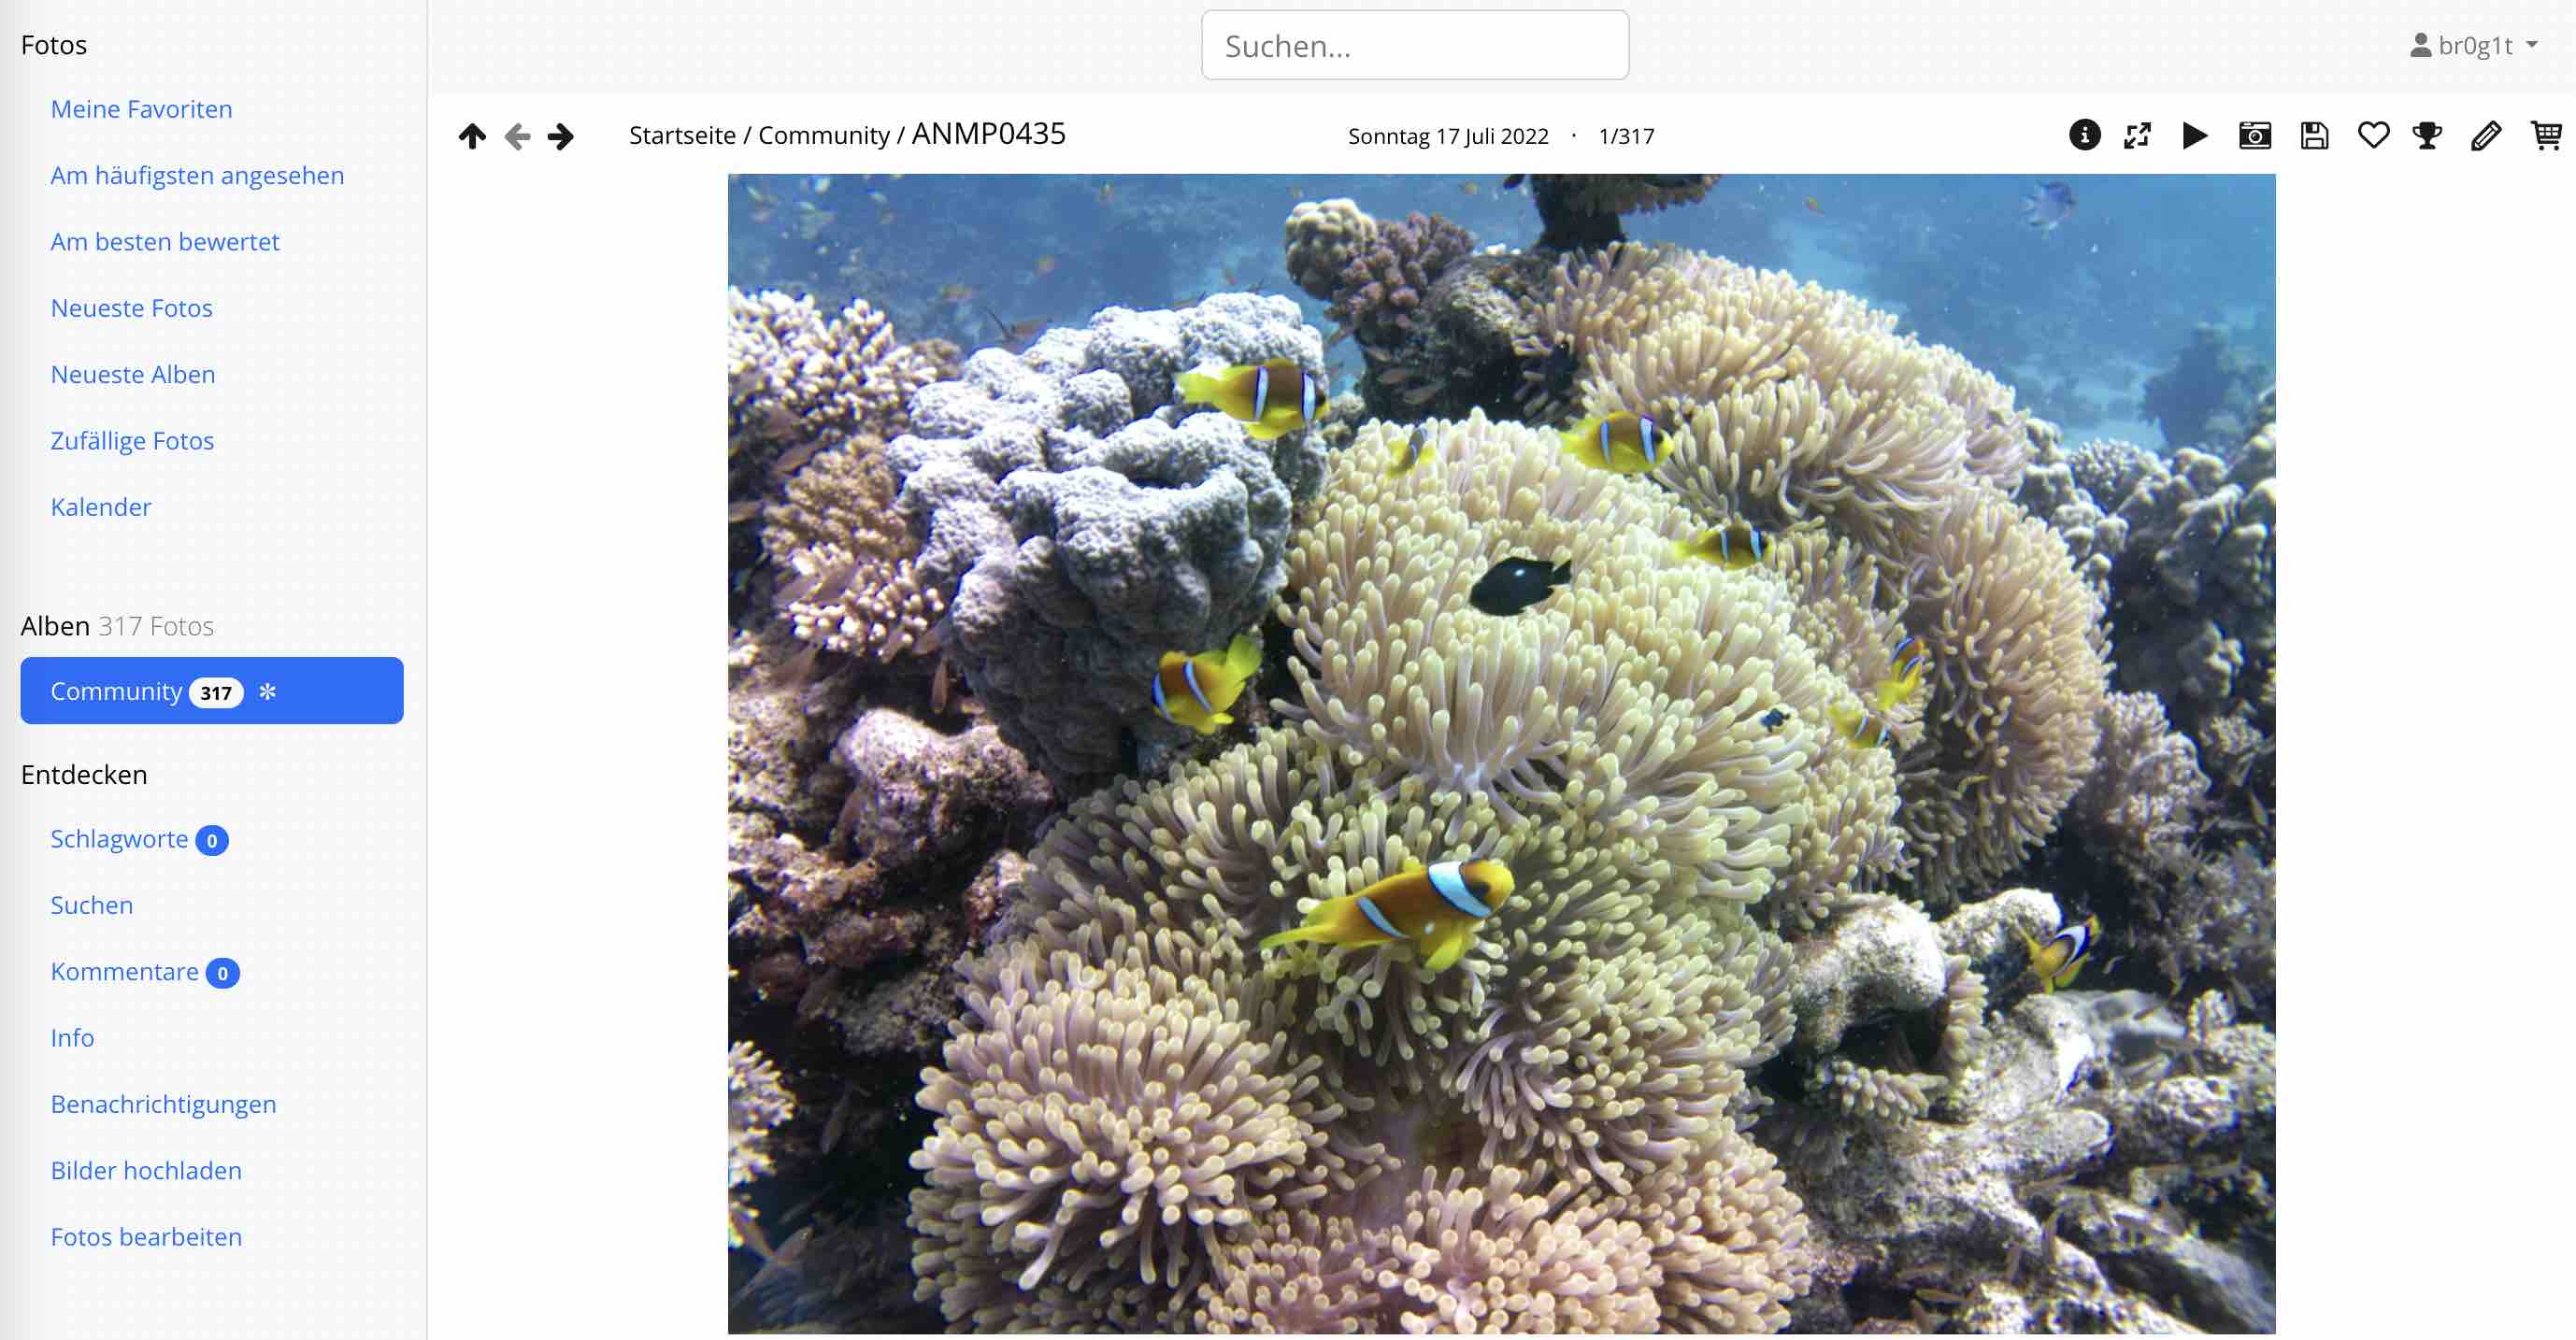 Fotos
Meine Favoriten
Am häufigsten angesehen
Am besten bewertet
Neueste Fotos
Neueste Alben
Zufällige Fotos
Kalender
Alben 317 Fotos
Community 317
Entdecken
Schlagworte 0
Suchen
Kommentare 0
Info
Benachrichtigungen
Bilder hochladen
Fotos bearbeiten
Suchen...
br0g1t
Startseite / Community / ANMP0435
Sonntag 17 Juli 2022 · 1/317